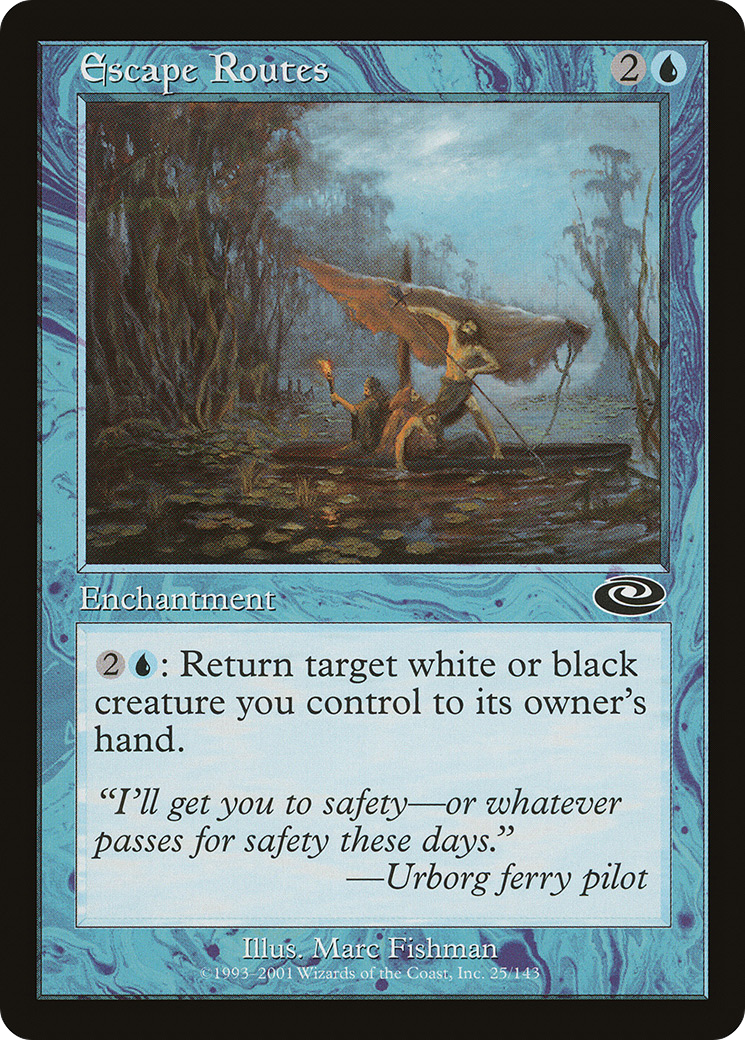 Escape Routes 2
Enchantment
2: Return target white or black
creature you control to its owner's
hand.
“I'll get you to safety—or whatever
passes for safety these days.”
—Urborg ferry pilot
Illus. Marc Fishman
©1993–2001 Wizards of the Coast, Inc. 25/143